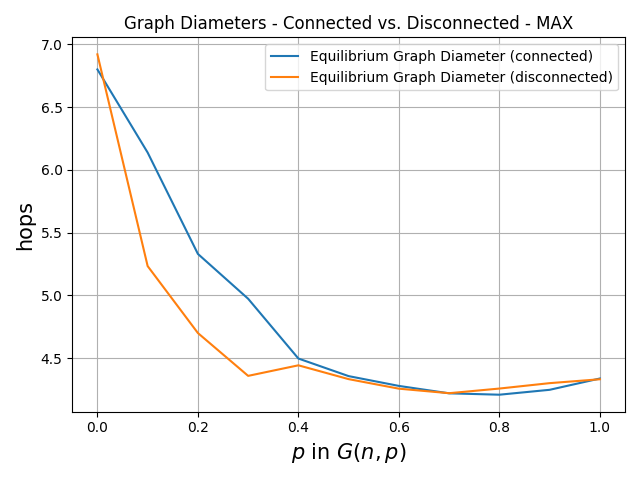 Graph Diameters - Connected vs. Disconnected - MAX
7.0
6.5
6.0
5.5
5.0
4.5
hops
Equilibrium Graph Diameter (connected)
Equilibrium Graph Diameter (disconnected)
0.0 0.2 0.4 0.6 0.8 1.0
p in G(n, p)